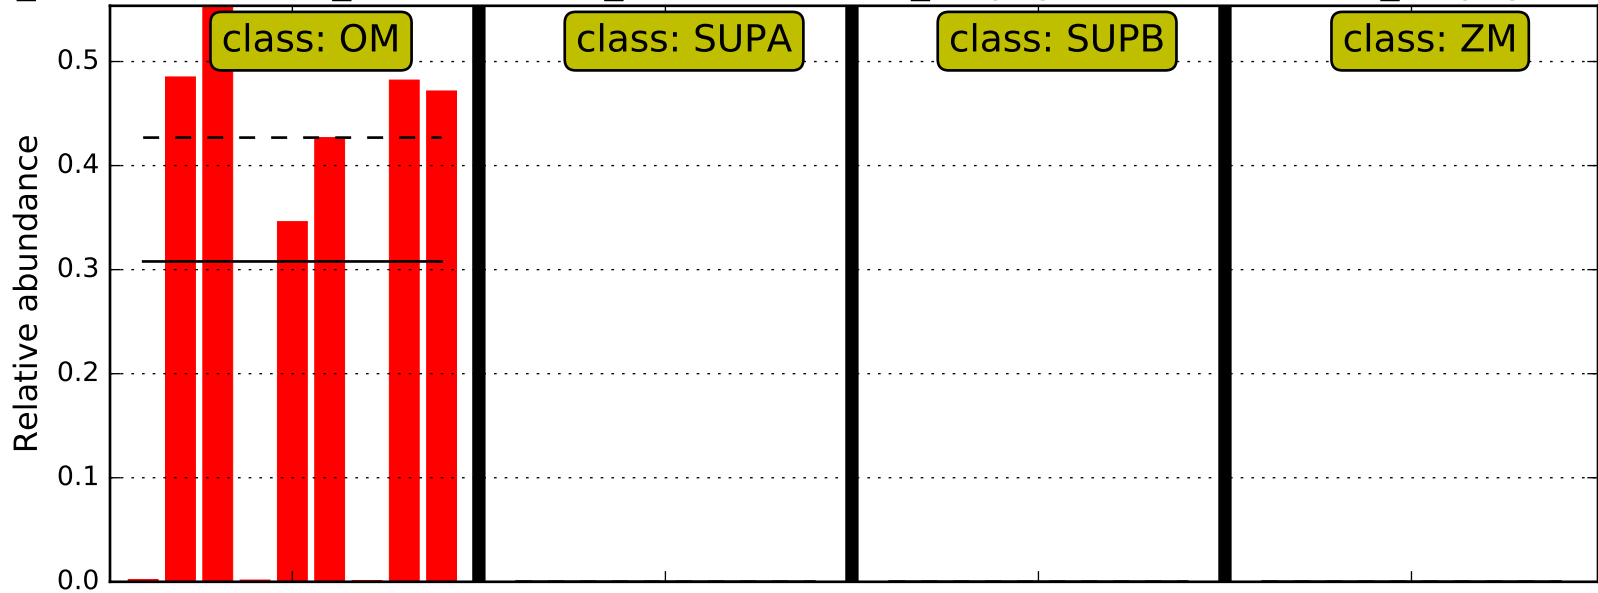 class: OM
class: SUPA
class: SUPB
class: ZM
Relative abundance
0.5
0.4
0.3
0.2
0.1
0.0